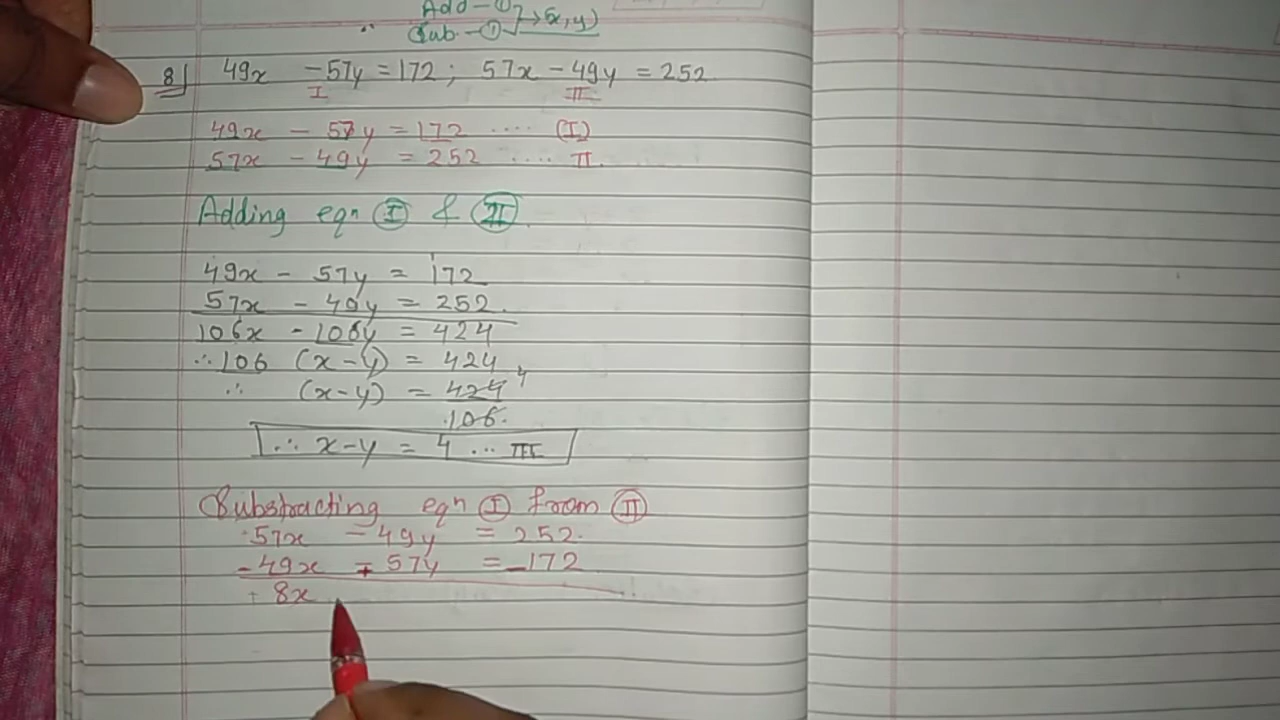 Add - I
∴ Sub - I → (x, y)
8] 49x - 57y = 172 ; 57x - 49y = 252
I II
49x - 57y = 172 .... (I)
57x - 49y = 252 .... II
Adding eqn I & II
49x - 57y = 172
57x - 49y = 252.
106x - 106y = 424
∴ 106 (x-y) = 424
∴ (x-y) = 424 4
106
∴ x-y = 4 ... III
Substracting eqn I from II
57x - 49y = 252.
- 49x ∓ 57y = -172
+ 8x